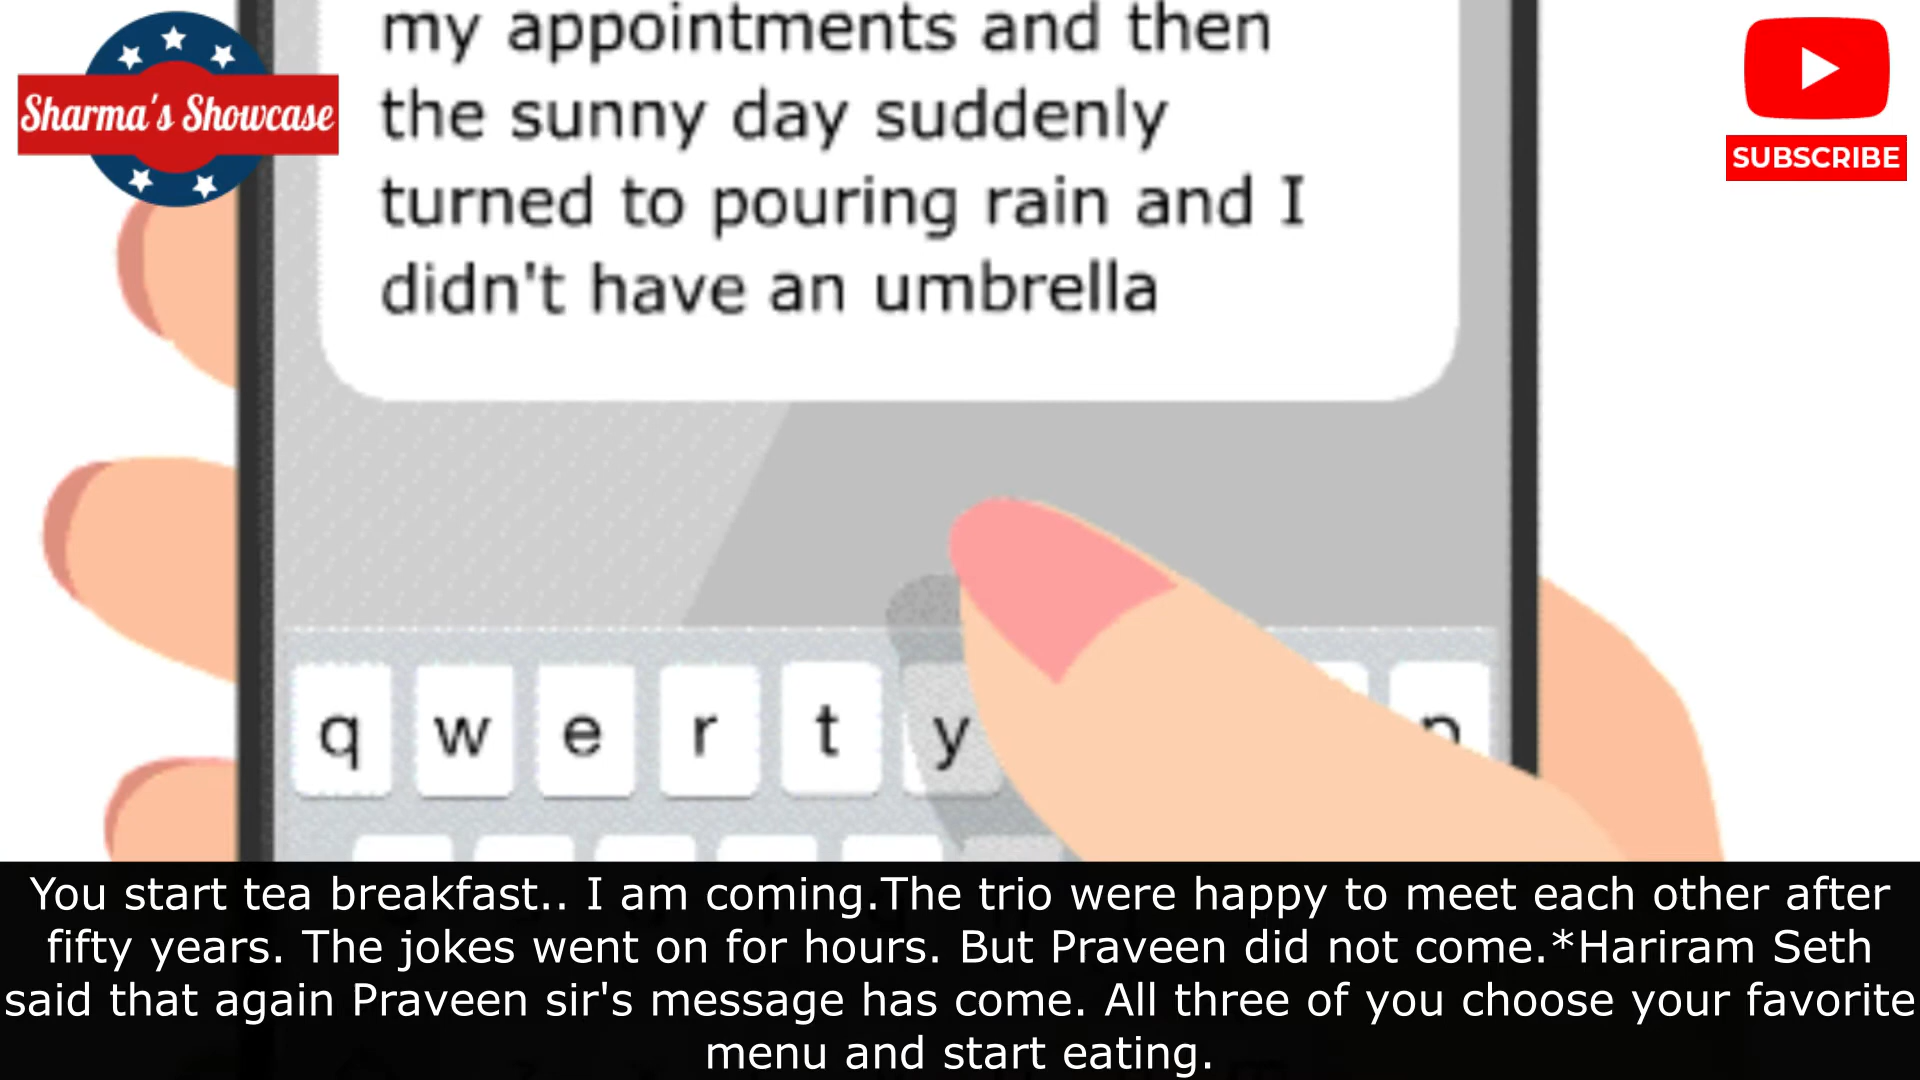 Sharma's Showcase
my appointments and then
the sunny day suddenly
turned to pouring rain and I
didn't have an umbrella
SUBSCRIBE
q w e r t y p
You start tea breakfast.. I am coming.The trio were happy to meet each other after
fifty years. The jokes went on for hours. But Praveen did not come.*Hariram Seth
said that again Praveen sir's message has come. All three of you choose your favorite
menu and start eating.